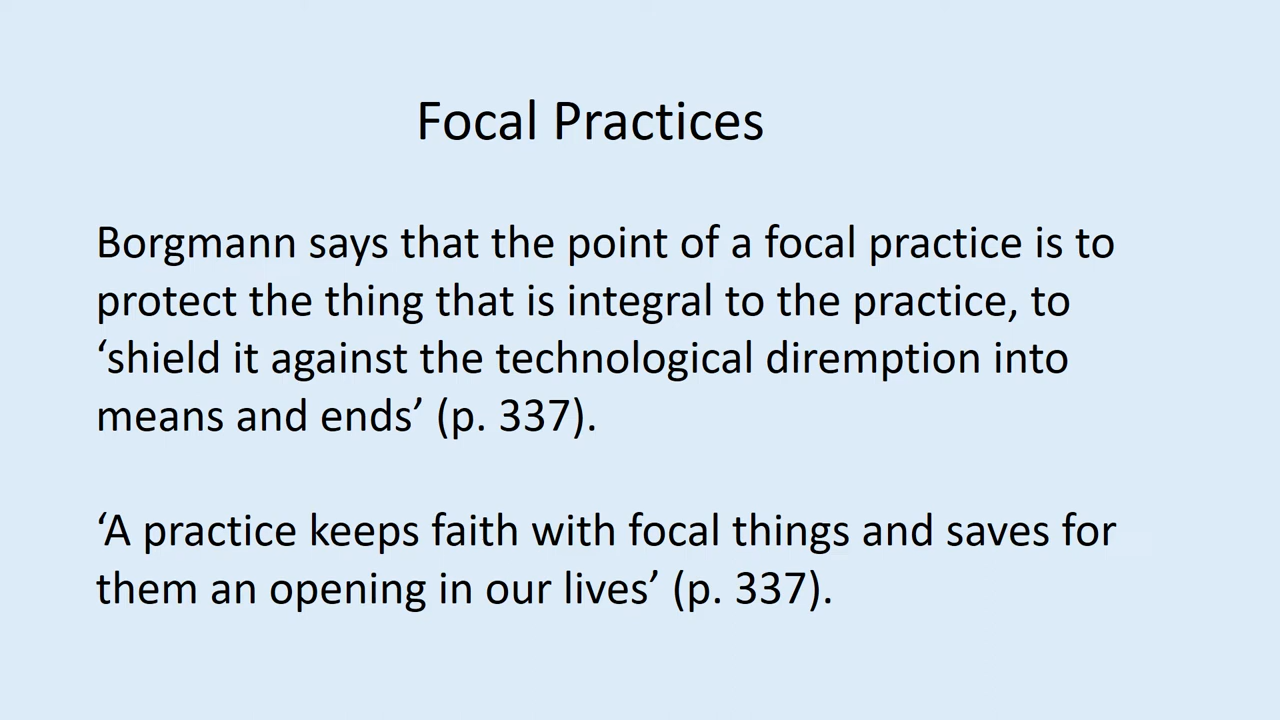 Focal Practices
Borgmann says that the point of a focal practice is to
protect the thing that is integral to the practice, to
‘shield it against the technological diremption into
means and ends’ (p. 337).
‘A practice keeps faith with focal things and saves for
them an opening in our lives’ (p. 337).